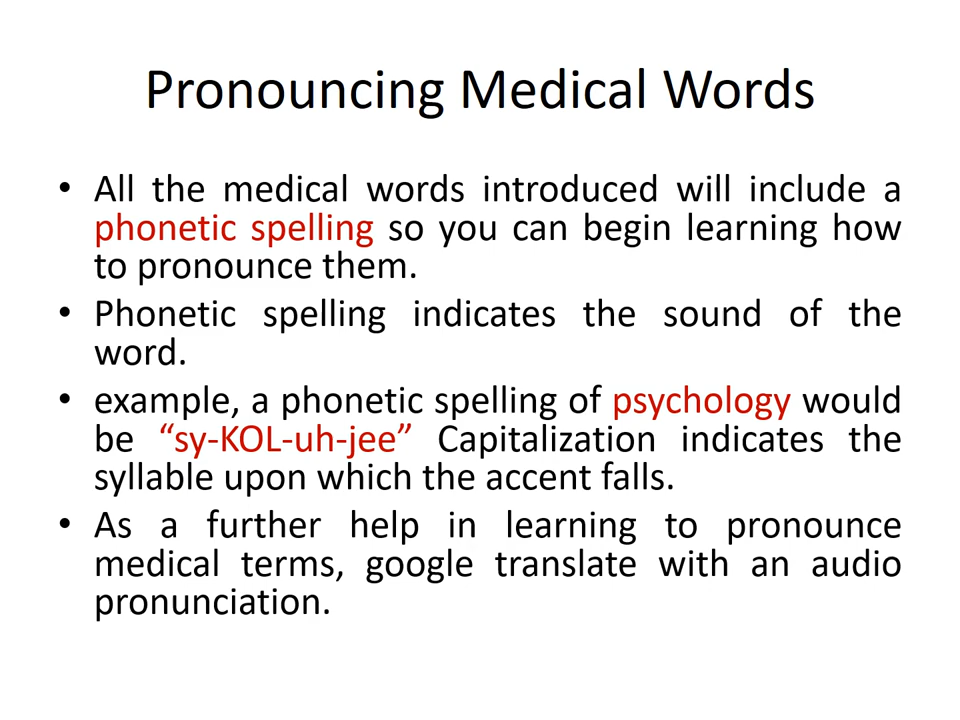 Pronouncing Medical Words
• All the medical words introduced will include a
phonetic spelling so you can begin learning how
to pronounce them.
• Phonetic spelling indicates the sound of the
word.
• example, a phonetic spelling of psychology would
be “sy-KOL-uh-jee” Capitalization indicates the
syllable upon which the accent falls.
• As a further help in learning to pronounce
medical terms, google translate with an audio
pronunciation.